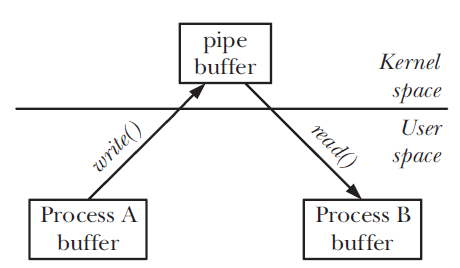 pipe
buffer
Kernel
space
User
space
write()
read()
Process A
buffer
Process B
buffer